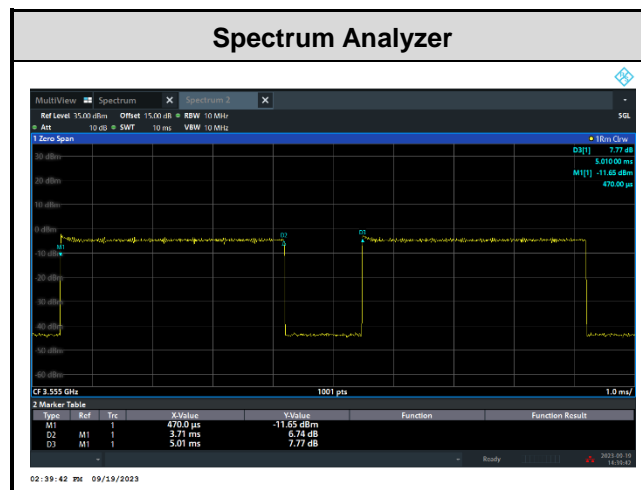 Spectrum Analyzer
MultiView Spectrum X Spectrum 2 X
Ref Level 35.00 dBm Offset 15.00 dB RBW 10 MHz SGL
Att 10 dB SWT 10 ms VBW 10 MHz
1 Zero Span 1Rm Clrw
D3[1] 7.77 dB
5.01000 ms
M1[1] -11.65 dBm
470.00 µs
30 dBm
20 dBm
10 dBm
0 dBm
D2
D3
M1
-10 dBm
-20 dBm
-30 dBm
-40 dBm
-50 dBm
-60 dBm
CF 3.555 GHz 1001 pts 1.0 ms/
2 Marker Table
Type Ref Trc X-Value Y-Value Function Function Result
M1 1 470.0 µs -11.65 dBm
D2 M1 1 3.71 ms 6.74 dB
D3 M1 1 5.01 ms 7.77 dB
Ready 2023-09-19
14:39:42
02:39:42 PM 09/19/2023